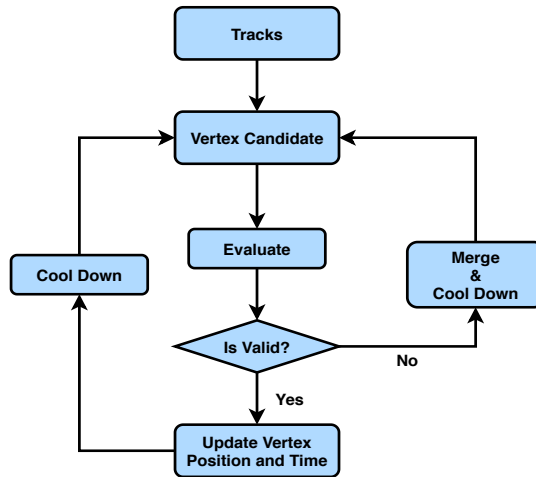 Tracks
Vertex Candidate
Evaluate
Cool Down
Merge
&
Cool Down
Is Valid?
No
Yes
Update Vertex
Position and Time